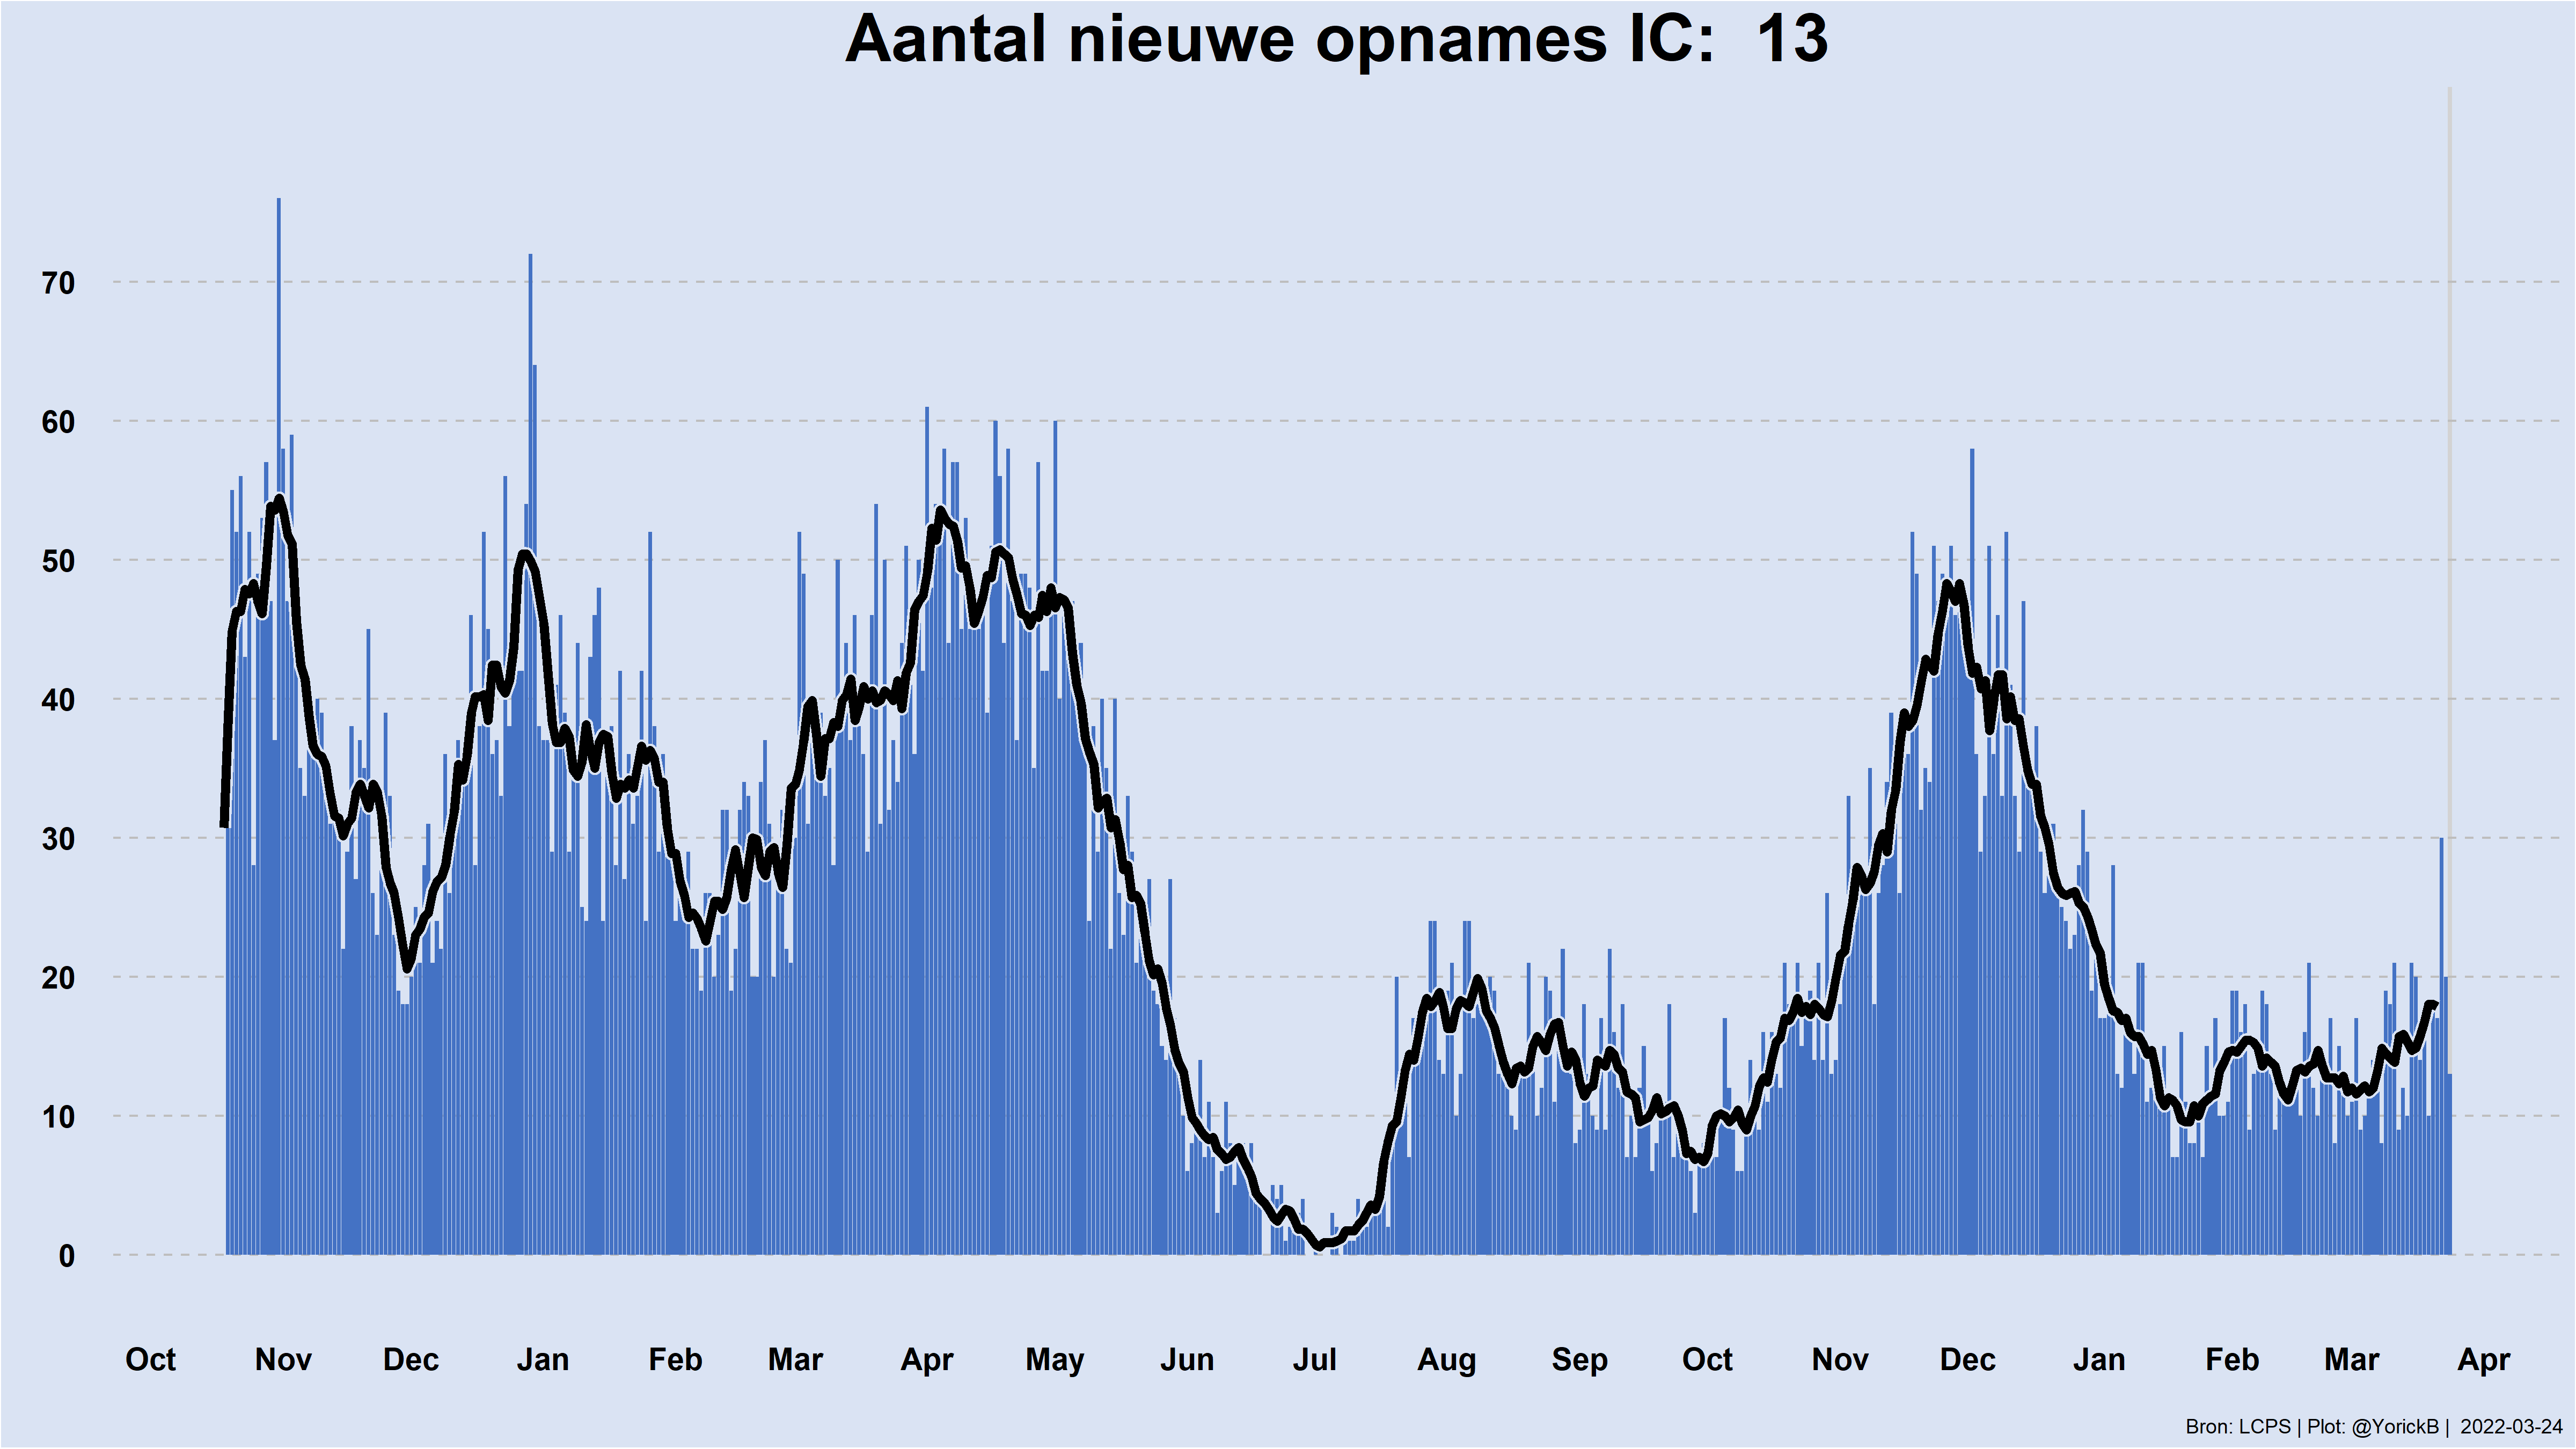 Aantal nieuwe opnames IC: 13
70
60
50
40
30
20
10
0
Oct Nov Dec Jan Feb Mar Apr May Jun Jul Aug Sep Oct Nov Dec Jan Feb Mar Apr
Bron: LCPS | Plot: @YorickB | 2022-03-24